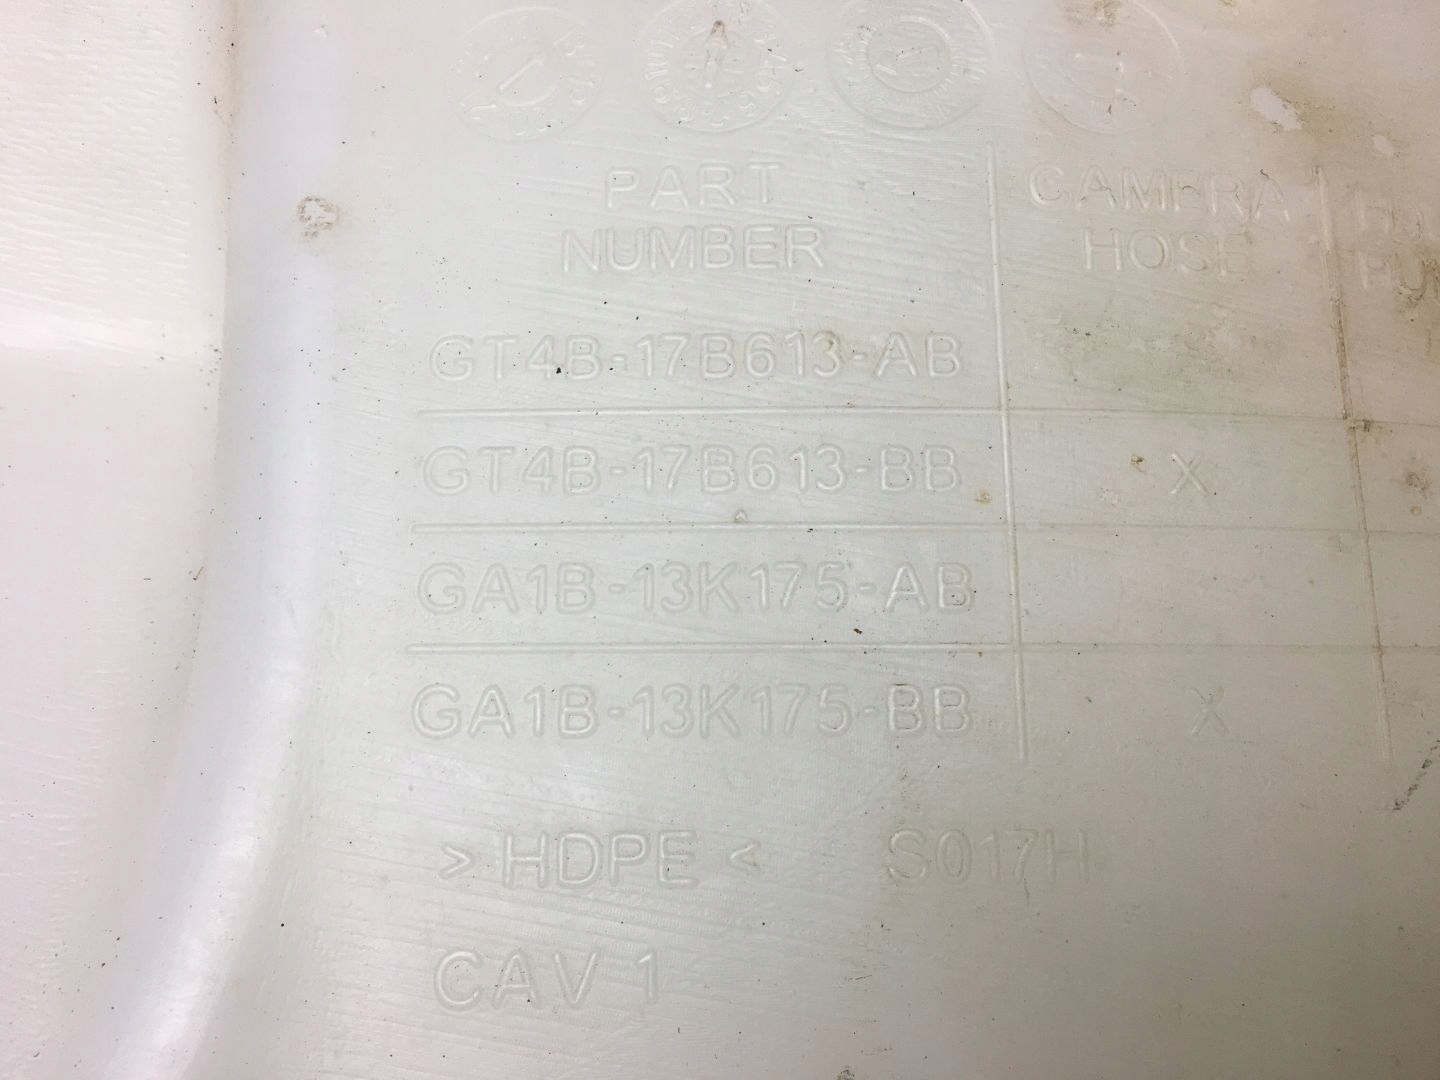 PART CAMERA
NUMBER HOSE
GT4B-17B613-AB
GT4B-17B613-BB X
GA1B-13K175-AB
GA1B-13K175-BB X
> HDPE < S017H
CAV 1